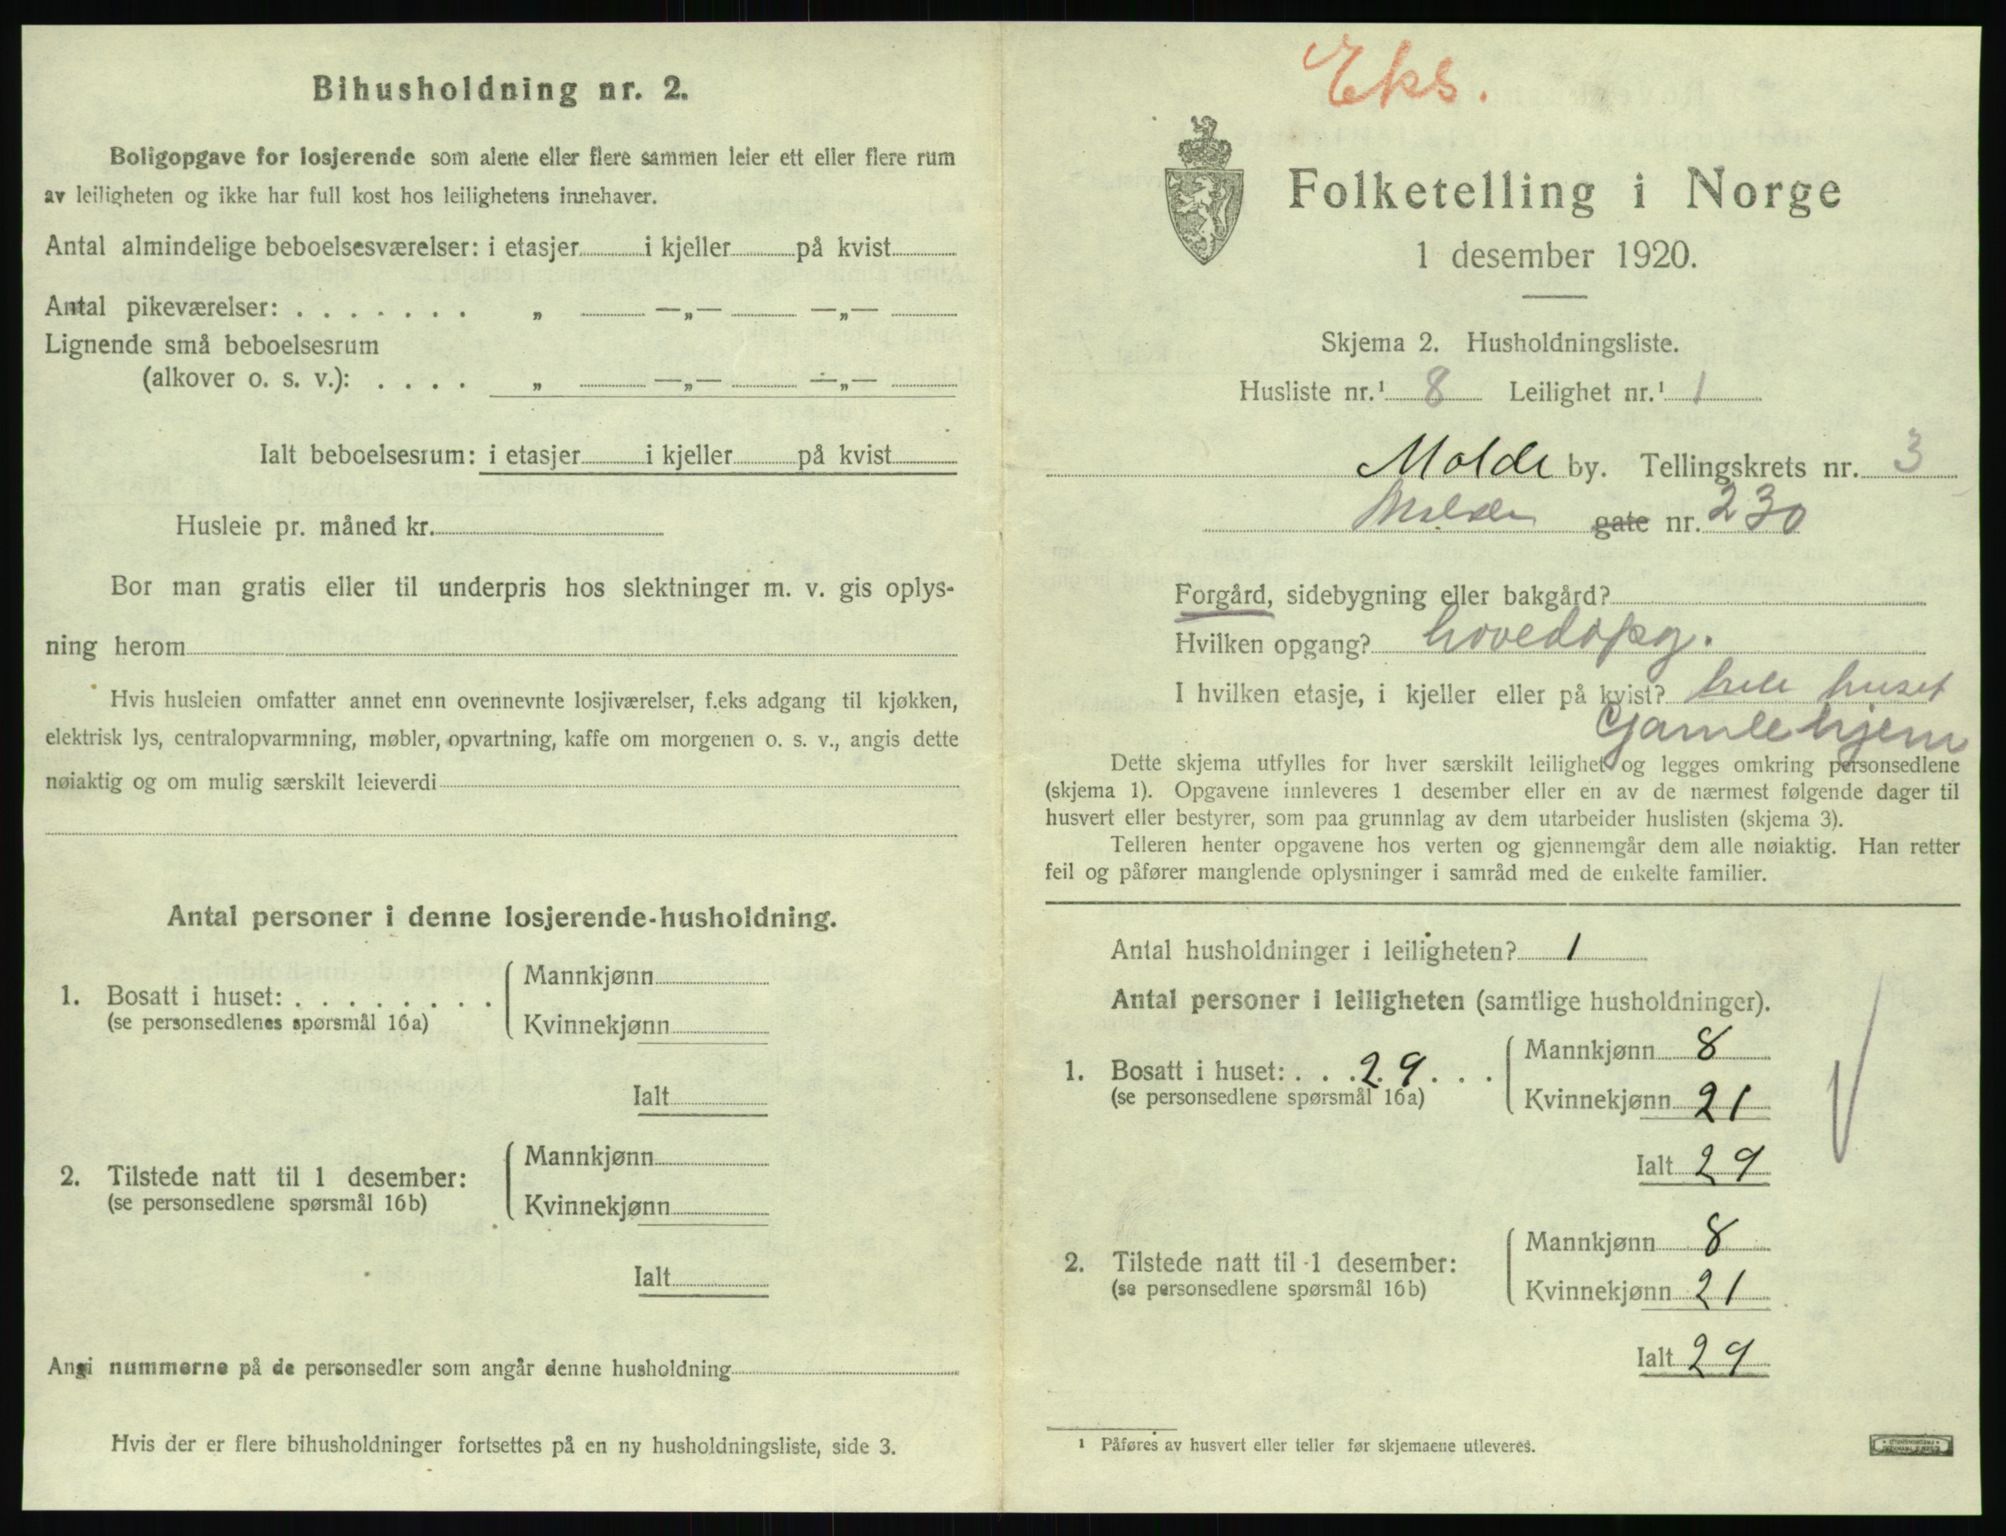 Bihusholdning nr. 2.
Boligopgave for losjerende som alene eller flere sammen leier ett eller flere rum
av leiligheten og ikke har full kost hos leilighetens innehaver.
Antal almindelige beboelsesværelser: i etasjer i kjeller på kvist
Antal pikeværelser: . . . . . . . „ —„— —„—
Lignende små beboelsesrum
(alkover o. s. v.): . . . . „ —„— —„—
Ialt beboelsesrum: i etasjer i kjeller på kvist
Husleie pr. måned kr.
Bor man gratis eller til underpris hos slektninger m. v. gis oplys-
ning herom
Hvis husleien omfatter annet enn ovennevnte losjiværelser, f.eks adgang til kjøkken,
elektrisk lys, centralopvarmning, møbler, opvartning, kaffe om morgenen o. s. v., angis dette
nøiaktig og om mulig særskilt leieverdi
Antal personer i denne losjerende-husholdning.
1. Bosatt i huset: . . . . . . . .
(se personsedlenes spørsmål 16a)
Mannkjønn
Kvinnekjønn
Ialt
2. Tilstede natt til 1 desember:
(se personsedlene spørsmål 16b)
Mannkjønn
Kvinnekjønn
Ialt
Angi nummerne på de personsedler som angår denne husholdning
Hvis der er flere bihusholdninger fortsettes på en ny husholdningsliste, side 3.
Eks.
Folketelling i Norge
1 desember 1920.
Skjema 2. Husholdningsliste.
Husliste nr.¹ 8 Leilighet nr.¹ 1
Molde by. Tellingskrets nr. 3
Molde gate nr. 230
Forgård, sidebygning eller bakgård?
Hvilken opgang? hovedopg.
I hvilken etasje, i kjeller eller på kvist? hele huset
Gamlehjem
Dette skjema utfylles for hver særskilt leilighet og legges omkring personsedlene
(skjema 1). Opgavene innleveres 1 desember eller en av de nærmest følgende dager til
husvert eller bestyrer, som paa grunnlag av dem utarbeider huslisten (skjema 3).
Telleren henter opgavene hos verten og gjennemgår dem alle nøiaktig. Han retter
feil og påfører manglende oplysninger i samråd med de enkelte familier.
Antal husholdninger i leiligheten? 1
Antal personer i leiligheten (samtlige husholdninger).
1. Bosatt i huset: . . . 29 . . .
(se personsedlene spørsmål 16a)
Mannkjønn 8
Kvinnekjønn 21
Ialt 29
2. Tilstede natt til 1 desember:
(se personsedlene spørsmål 16b)
Mannkjønn 8
Kvinnekjønn 21
Ialt 29
¹ Påføres av husvert eller teller før skjemaene utleveres.